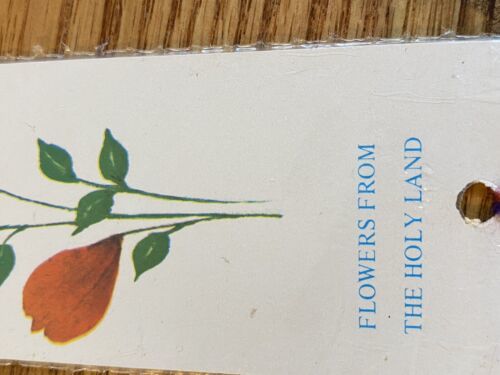 FLOWERS FROM
THE HOLY LAND